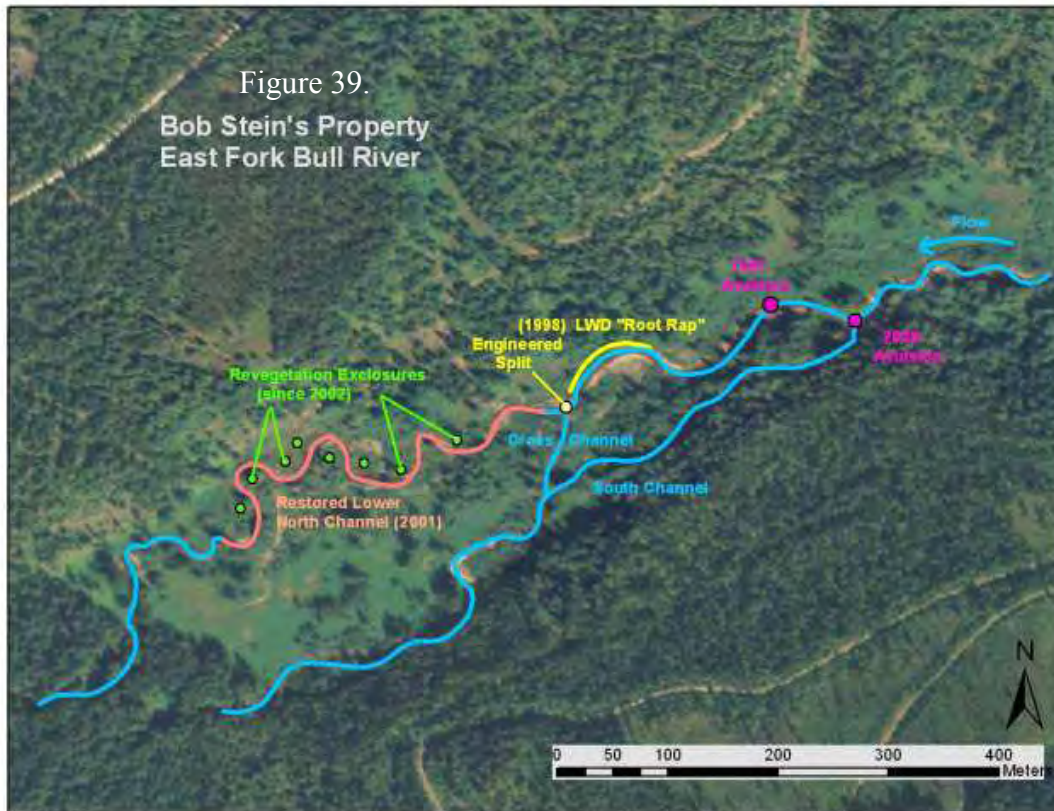 Figure 39.
Bob Stein's Property
East Fork Bull River
Flow
Avulsion
Avulsion
(1998) LWD "Root Rap"
Engineered
Split
Revegetation Exclosures
(since 2002)
Cross Channel
South Channel
Restored Lower
North Channel (2001)
N
0 50 100 200 300 400
Meters